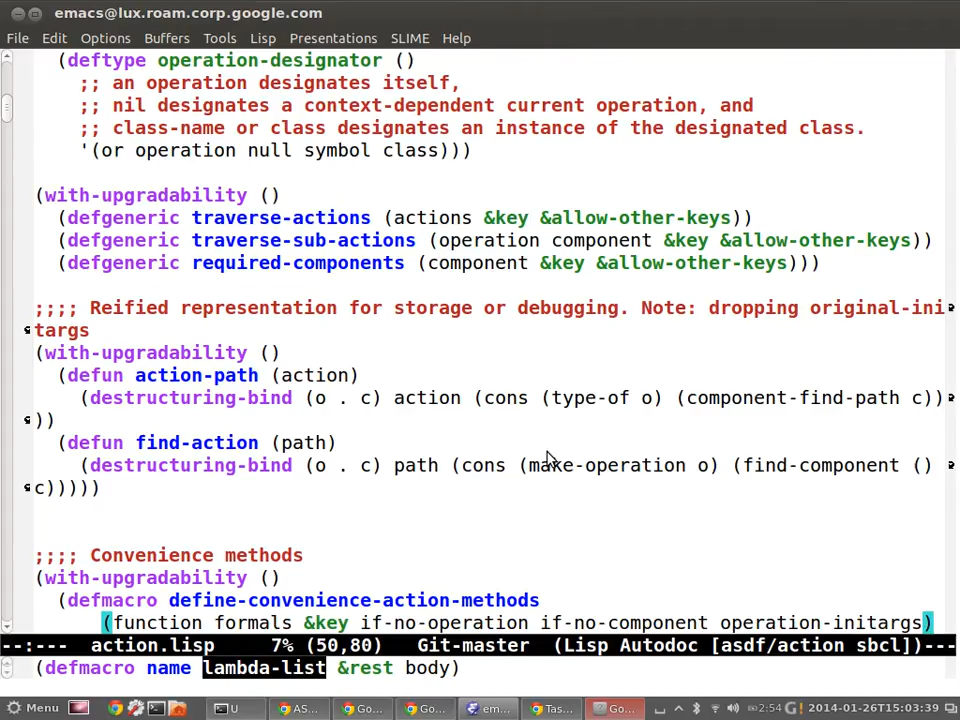 emacs@lux.roam.corp.google.com
File Edit Options Buffers Tools Lisp Presentations SLIME Help
(deftype operation-designator ()
;; an operation designates itself,
;; nil designates a context-dependent current operation, and
;; class-name or class designates an instance of the designated class.
'(or operation null symbol class)))
(with-upgradability ()
(defgeneric traverse-actions (actions &key &allow-other-keys))
(defgeneric traverse-sub-actions (operation component &key &allow-other-keys))
(defgeneric required-components (component &key &allow-other-keys)))
;;;; Reified representation for storage or debugging. Note: dropping original-ini
targs
(with-upgradability ()
(defun action-path (action)
(destructuring-bind (o . c) action (cons (type-of o) (component-find-path c))
))
(defun find-action (path)
(destructuring-bind (o . c) path (cons (make-operation o) (find-component ()
c)))))
;;;; Convenience methods
(with-upgradability ()
(defmacro define-convenience-action-methods
(function formals &key if-no-operation if-no-component operation-initargs)
--:--- action.lisp 7% (50,80) Git-master (Lisp Autodoc [asdf/action sbcl])---
(defmacro name lambda-list &rest body)
Menu U AS... Go... Go... em... Tas... Go... 2:54 2014-01-26T15:03:39